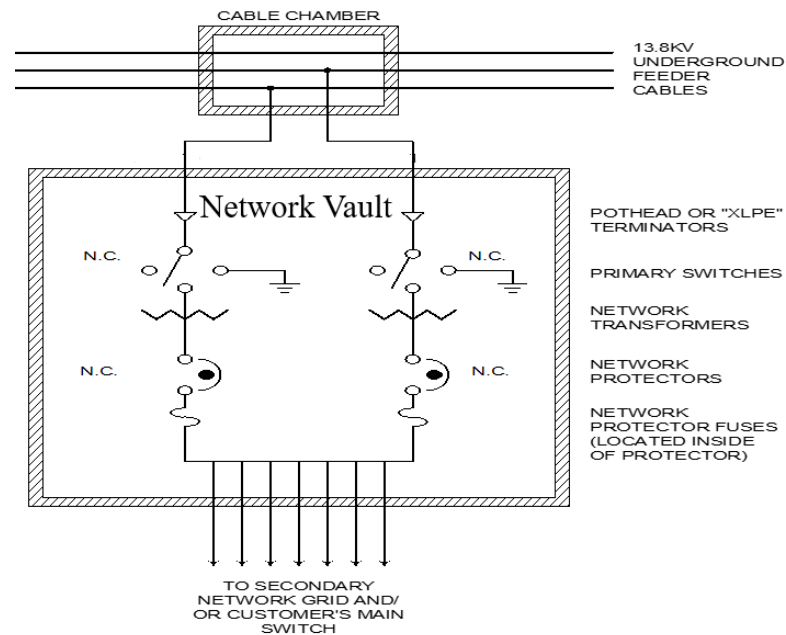 CABLE CHAMBER
13.8KV
UNDERGROUND
FEEDER
CABLES
Network Vault
POTHEAD OR "XLPE"
TERMINATORS
N.C.
N.C.
PRIMARY SWITCHES
NETWORK
TRANSFORMERS
N.C.
N.C.
NETWORK
PROTECTORS
NETWORK
PROTECTOR FUSES
(LOCATED INSIDE
OF PROTECTOR)
TO SECONDARY
NETWORK GRID AND/
OR CUSTOMER'S MAIN
SWITCH